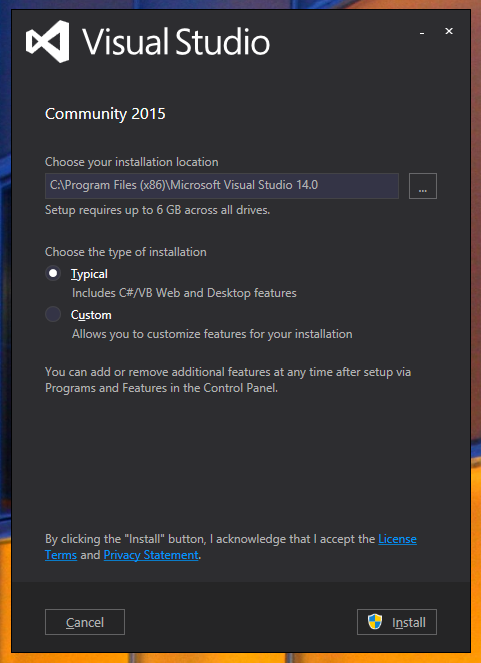 Visual Studio
Community 2015
Choose your installation location
C:\Program Files (x86)\Microsoft Visual Studio 14.0
...
Setup requires up to 6 GB across all drives.
Choose the type of installation
Typical
Includes C#/VB Web and Desktop features
Custom
Allows you to customize features for your installation
You can add or remove additional features at any time after setup via
Programs and Features in the Control Panel.
By clicking the "Install" button, I acknowledge that I accept the License
Terms and Privacy Statement.
Cancel
Install